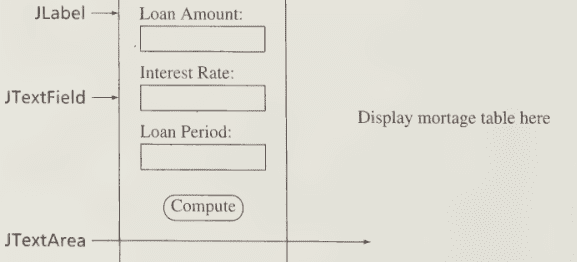 JLabel
Loan Amount:
Interest Rate:
JTextField
Loan Period:
Display mortage table here
Compute
JTextArea